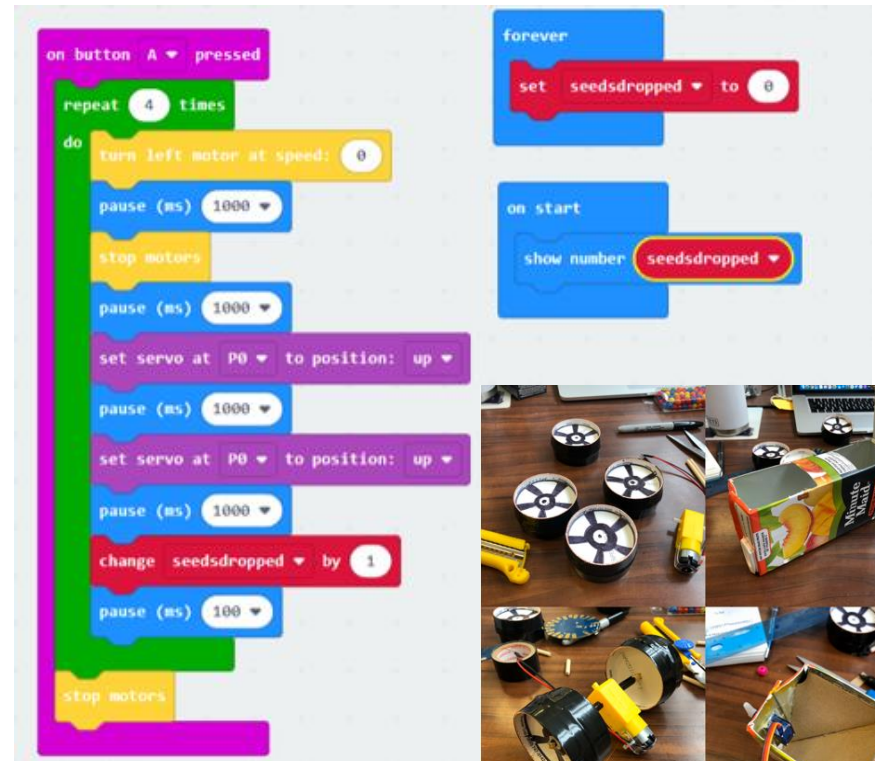 on button A pressed
repeat 4 times
do
turn left motor at speed: 0
pause (ms) 1000
stop motors
pause (ms) 1000
set servo at P0 to position: up
pause (ms) 1000
set servo at P0 to position: up
pause (ms) 1000
change seedsdropped by 1
pause (ms) 100
stop motors
forever
set seedsdropped to 0
on start
show number seedsdropped
Minute
Maid